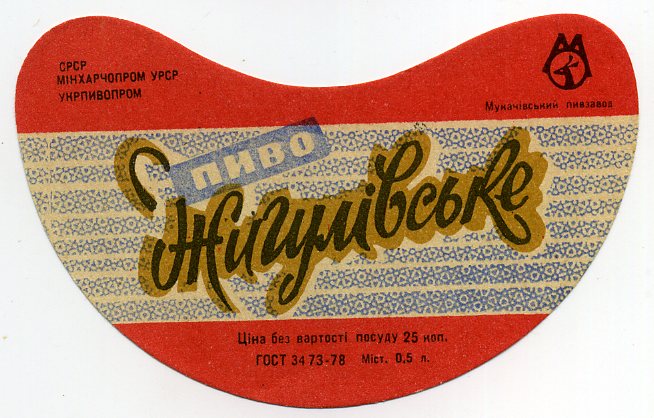 СРСР
МІНХАРЧОПРОМ УРСР
УКРПИВОПРОМ
Мукачівський пивзавод
ПИВО
Жигулівське
Ціна без вартості посуду 25 коп.
ГОСТ 3473-78 Міст. 0,5 л.